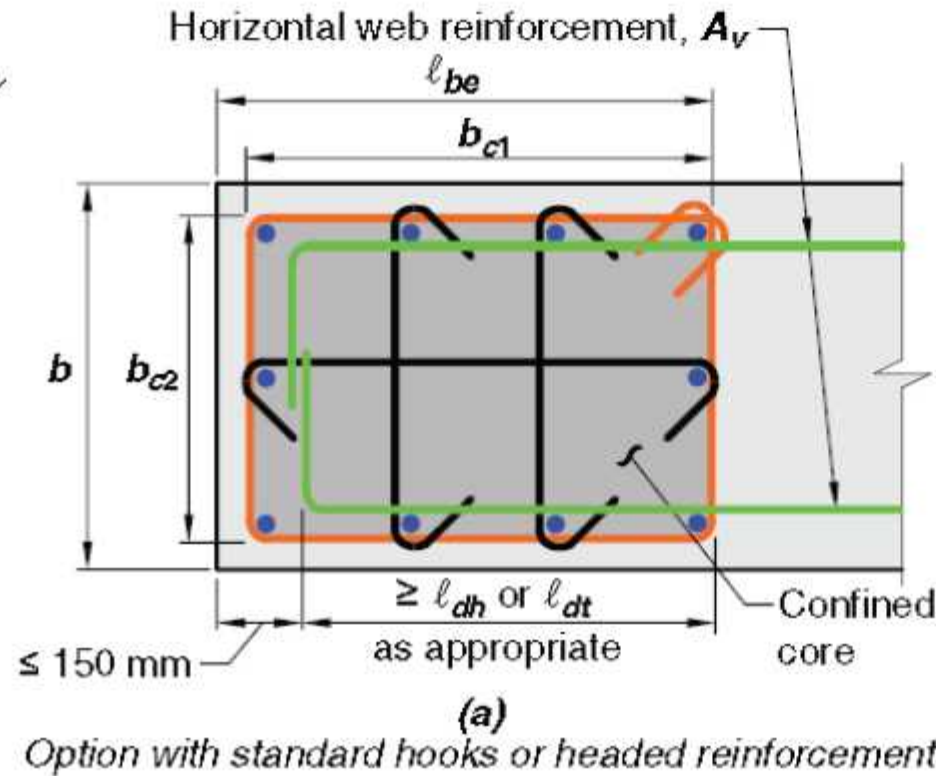 Horizontal web reinforcement, A_v
ℓ_be
b_c1
b
b_c2
≥ ℓ_dh or ℓ_dt
as appropriate
≤ 150 mm
Confined
core
(a)
Option with standard hooks or headed reinforcement